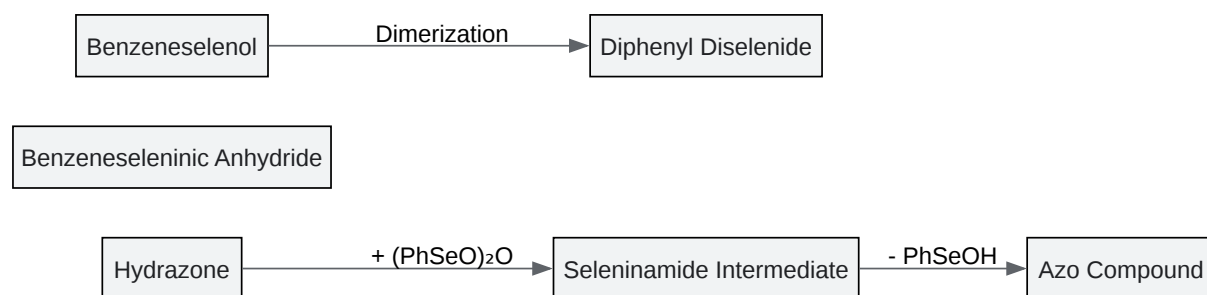 Benzeneselenol
Dimerization
Diphenyl Diselenide
Benzeneseleninic Anhydride
Hydrazone
+ (PhSeO)₂O
Seleninamide Intermediate
- PhSeOH
Azo Compound